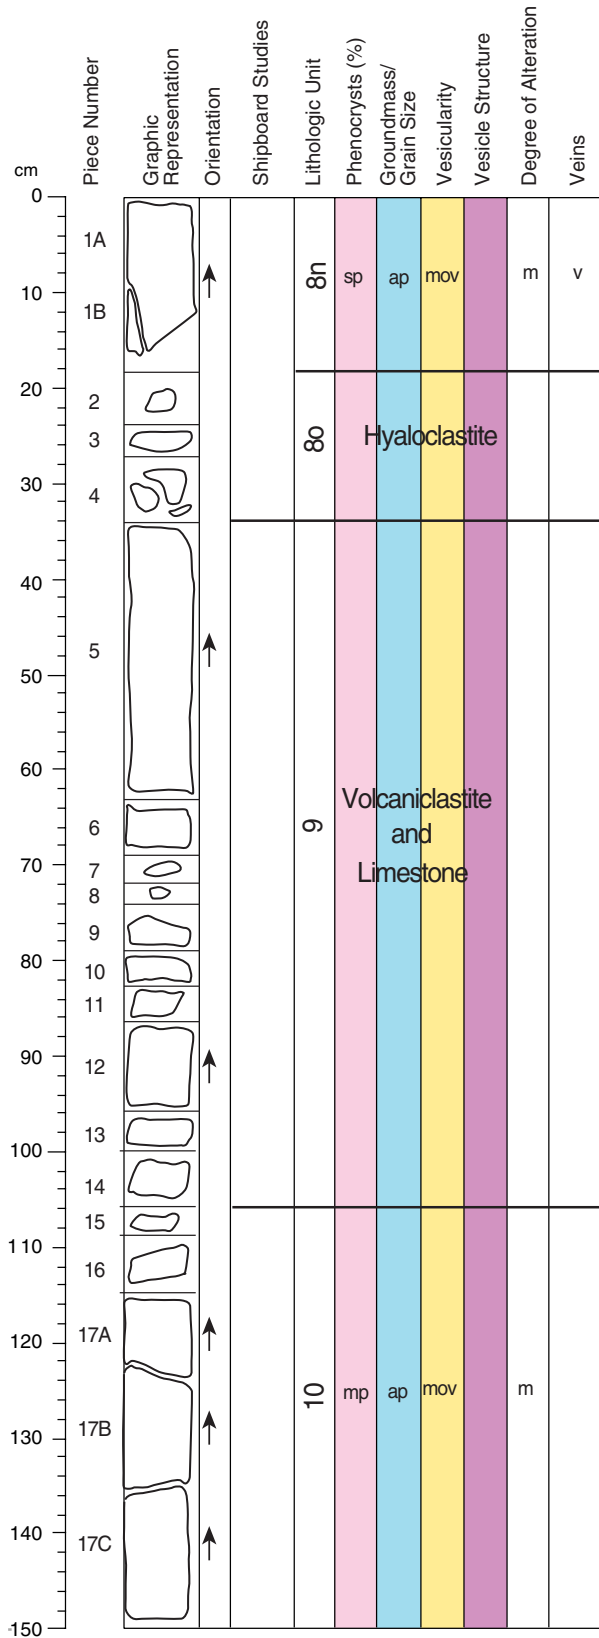 cm
Piece Number
Graphic
Representation
Orientation
Shipboard Studies
Lithologic Unit
Phenocrysts (%)
Groundmass/
Grain Size
Vesicularity
Vesicle Structure
Degree of Alteration
Veins
0
1A
8n
sp
ap
mov
m
v
10
1B
20
2
3
8o
Hyaloclastite
30
4
40
5
50
60
Volcaniclastite
and
Limestone
9
6
70
7
8
9
80
10
11
90
12
13
100
14
15
110
16
17A
120
10
mp
ap
mov
m
17B
130
140
17C
150